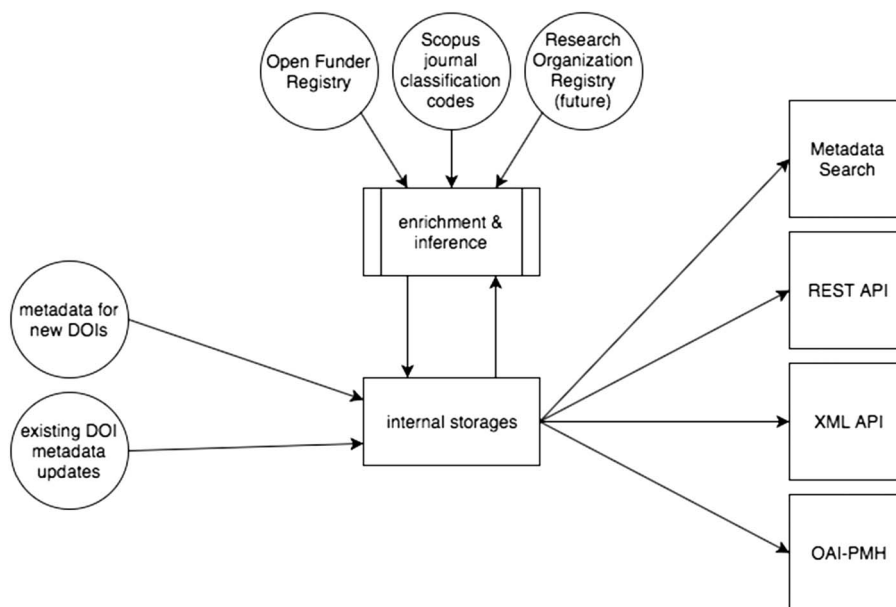 Open Funder
Registry
Scopus
journal
classification
codes
Research
Organization
Registry
(future)
Metadata
Search
enrichment &
inference
REST API
metadata for
new DOIs
internal storages
XML API
existing DOI
metadata
updates
OAI-PMH